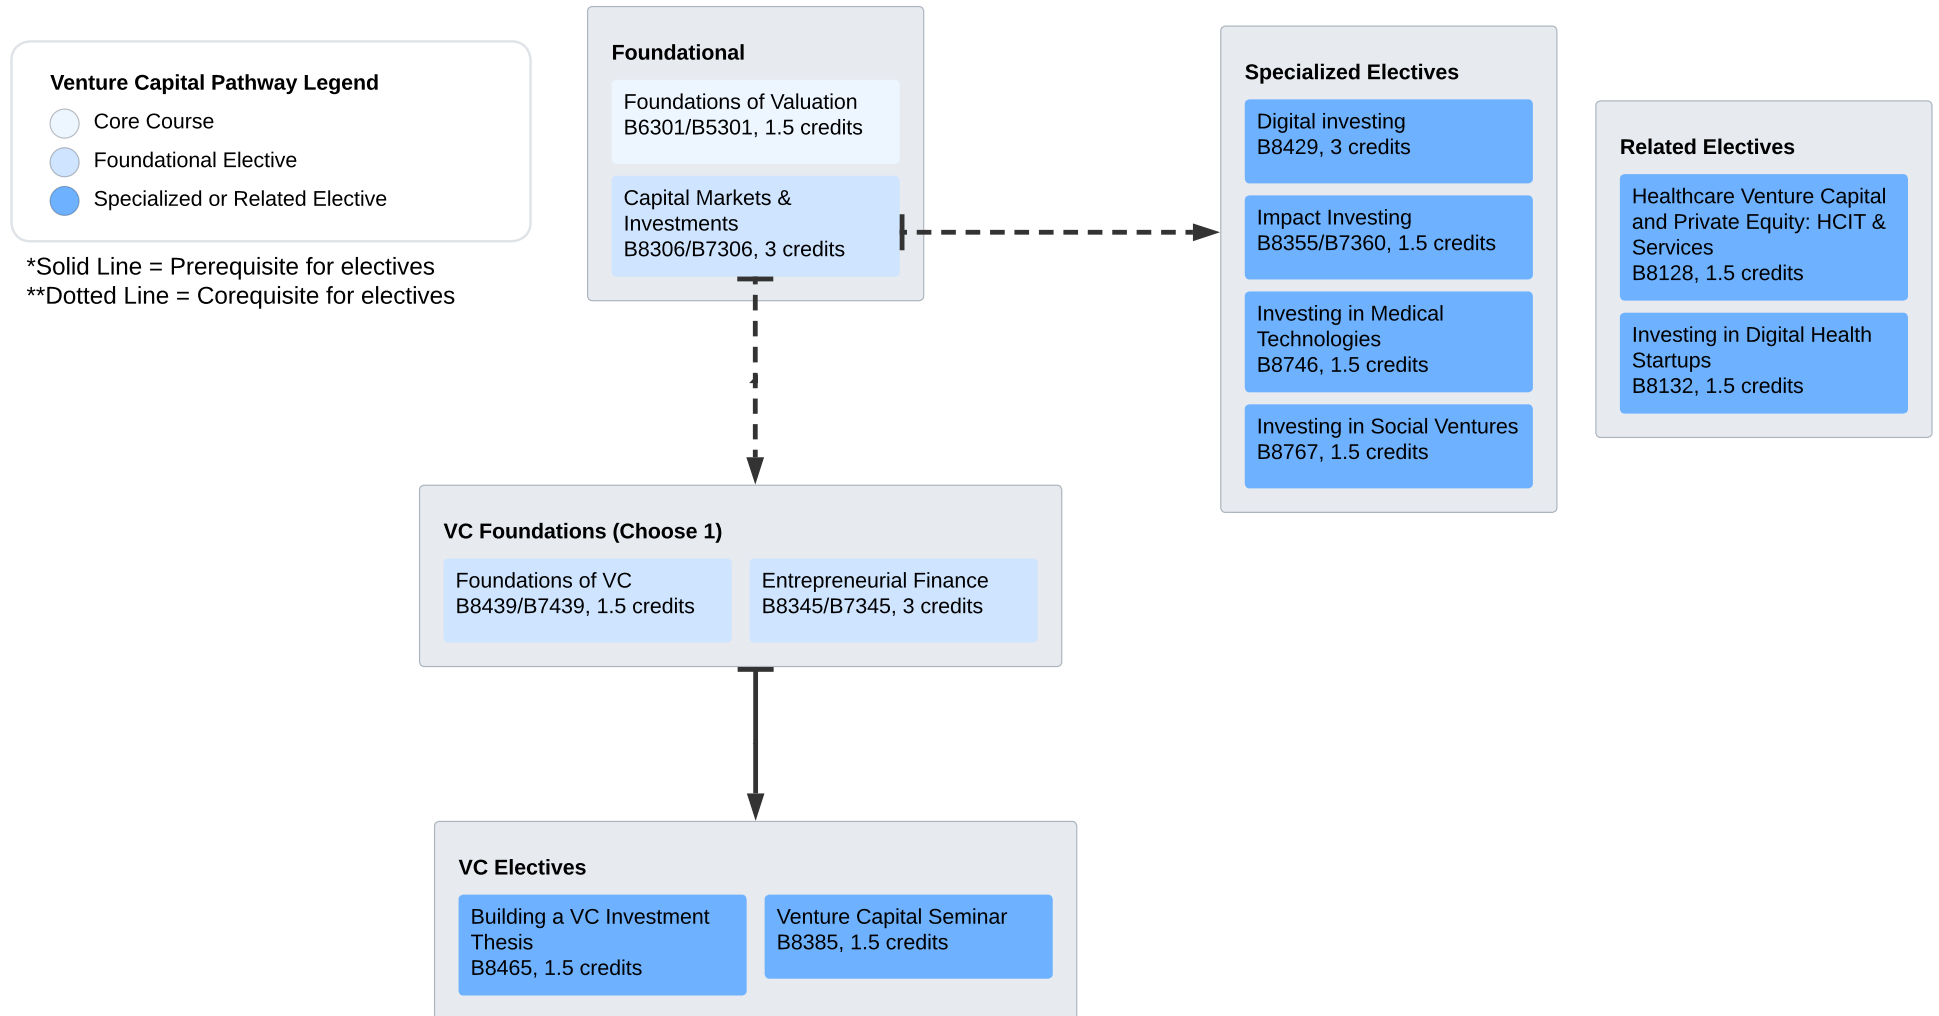 Venture Capital Pathway Legend
Core Course
Foundational Elective
Specialized or Related Elective
*Solid Line = Prerequisite for electives
**Dotted Line = Corequisite for electives
Foundational
Foundations of Valuation
B6301/B5301, 1.5 credits
Capital Markets &
Investments
B8306/B7306, 3 credits
Specialized Electives
Digital investing
B8429, 3 credits
Impact Investing
B8355/B7360, 1.5 credits
Investing in Medical
Technologies
B8746, 1.5 credits
Investing in Social Ventures
B8767, 1.5 credits
Related Electives
Healthcare Venture Capital
and Private Equity: HCIT &
Services
B8128, 1.5 credits
Investing in Digital Health
Startups
B8132, 1.5 credits
VC Foundations (Choose 1)
Foundations of VC
B8439/B7439, 1.5 credits
Entrepreneurial Finance
B8345/B7345, 3 credits
VC Electives
Building a VC Investment
Thesis
B8465, 1.5 credits
Venture Capital Seminar
B8385, 1.5 credits